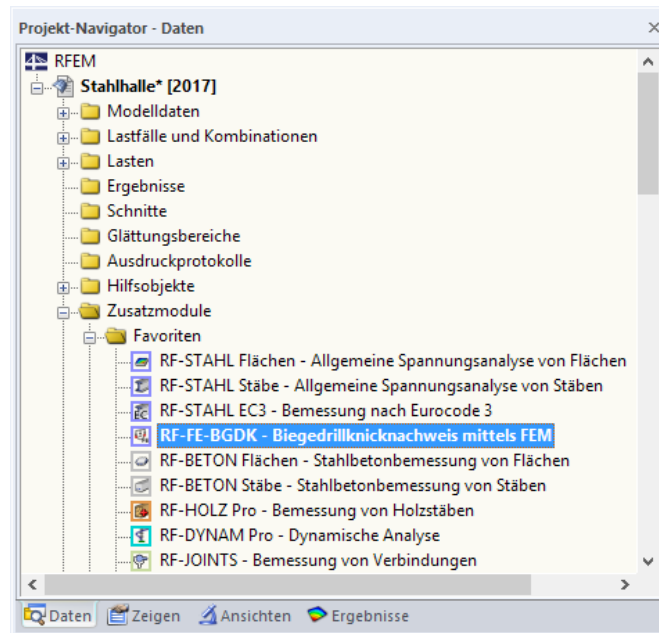 Projekt-Navigator - Daten
RFEM
Stahlhalle* [2017]
Modelldaten
Lastfälle und Kombinationen
Lasten
Ergebnisse
Schnitte
Glättungsbereiche
Ausdruckprotokolle
Hilfsobjekte
Zusatzmodule
Favoriten
RF-STAHL Flächen - Allgemeine Spannungsanalyse von Flächen
RF-STAHL Stäbe - Allgemeine Spannungsanalyse von Stäben
RF-STAHL EC3 - Bemessung nach Eurocode 3
RF-FE-BGDK - Biegedrillknicknachweis mittels FEM
RF-BETON Flächen - Stahlbetonbemessung von Flächen
RF-BETON Stäbe - Stahlbetonbemessung von Stäben
RF-HOLZ Pro - Bemessung von Holzstäben
RF-DYNAM Pro - Dynamische Analyse
RF-JOINTS - Bemessung von Verbindungen
Daten Zeigen Ansichten Ergebnisse